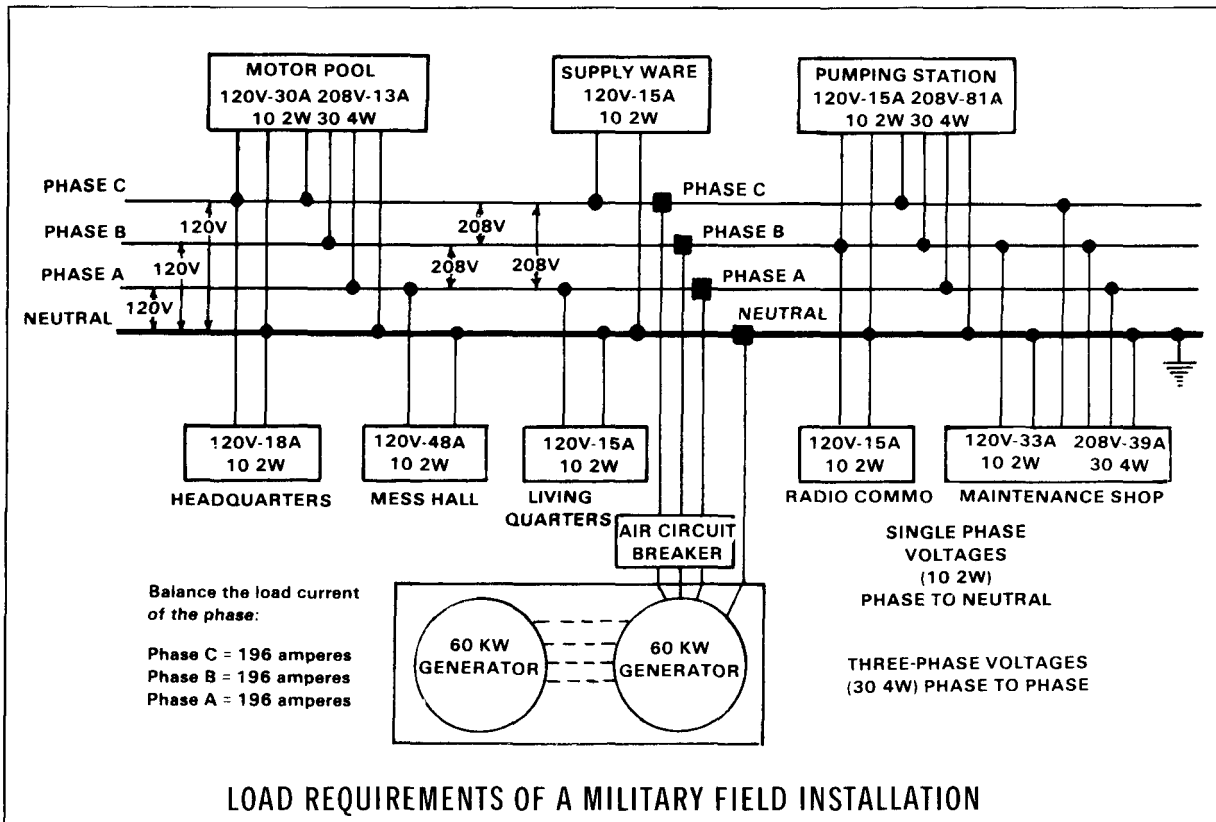 MOTOR POOL
120V-30A 208V-13A
10 2W 30 4W
SUPPLY WARE
120V-15A
10 2W
PUMPING STATION
120V-15A 208V-81A
10 2W 30 4W
PHASE C
PHASE B
PHASE A
NEUTRAL
120V
120V
120V
208V
208V
208V
PHASE C
PHASE B
PHASE A
NEUTRAL
120V-18A
10 2W
HEADQUARTERS
120V-48A
10 2W
MESS HALL
120V-15A
10 2W
LIVING
QUARTERS
120V-15A
10 2W
RADIO COMMO
120V-33A
10 2W
208V-39A
30 4W
MAINTENANCE SHOP
AIR CIRCUIT
BREAKER
SINGLE PHASE
VOLTAGES
(10 2W)
PHASE TO NEUTRAL
THREE-PHASE VOLTAGES
(30 4W) PHASE TO PHASE
Balance the load current
of the phase:
Phase C = 196 amperes
Phase B = 196 amperes
Phase A = 196 amperes
60 KW
GENERATOR
60 KW
GENERATOR
LOAD REQUIREMENTS OF A MILITARY FIELD INSTALLATION